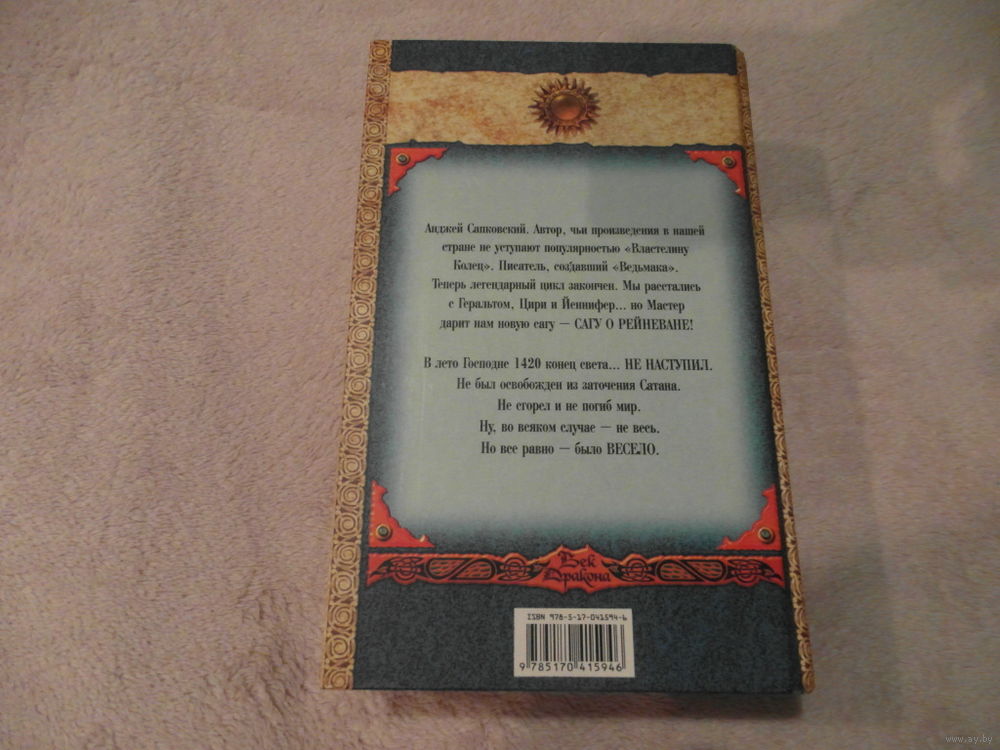 Анджей Сапковский. Автор, чьи произведения в нашей
стране не уступают популярностью «Властелину
Колец». Писатель, создавший «Ведьмака».
Теперь легендарный цикл закончен. Мы расстались
с Геральтом, Цири и Йеннифер... но Мастер
дарит нам новую сагу — САГУ О РЕЙНЕВАНЕ!
В лето Господне 1420 конец света... НЕ НАСТУПИЛ.
Не был освобожден из заточения Сатана.
Не сгорел и не погиб мир.
Ну, во всяком случае — не весь.
Но все равно — было ВЕСЕЛО.
Век
Дракона
ISBN 978-5-17-041594-6
9 785170 415946
www.ay.by